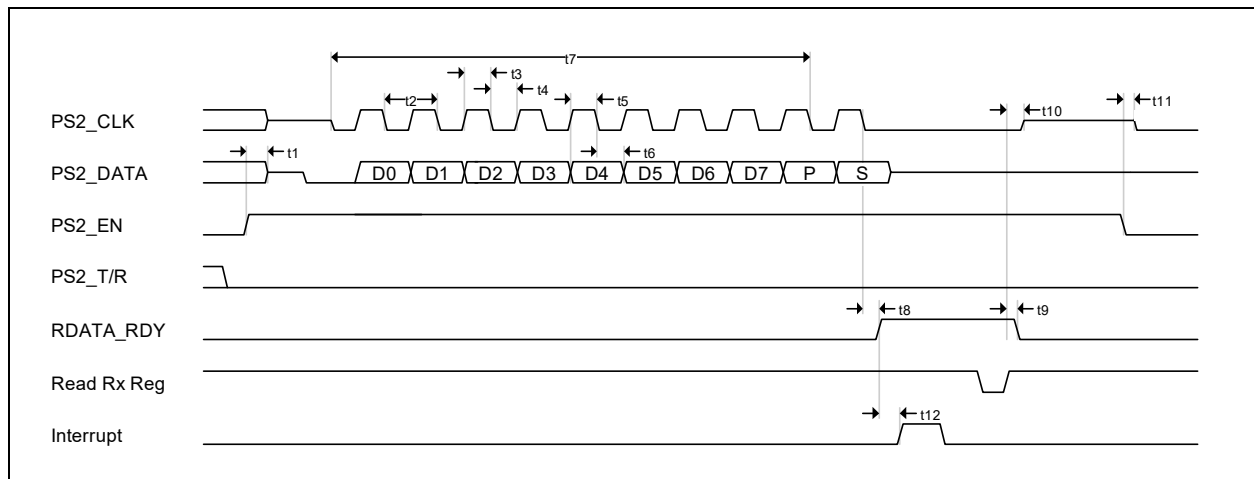 t7
t3
t2 t4 t5 t10 t11
PS2_CLK
t1 t6
PS2_DATA D0 D1 D2 D3 D4 D5 D6 D7 P S
PS2_EN
PS2_T/R
t8 t9
RDATA_RDY
Read Rx Reg
t12
Interrupt